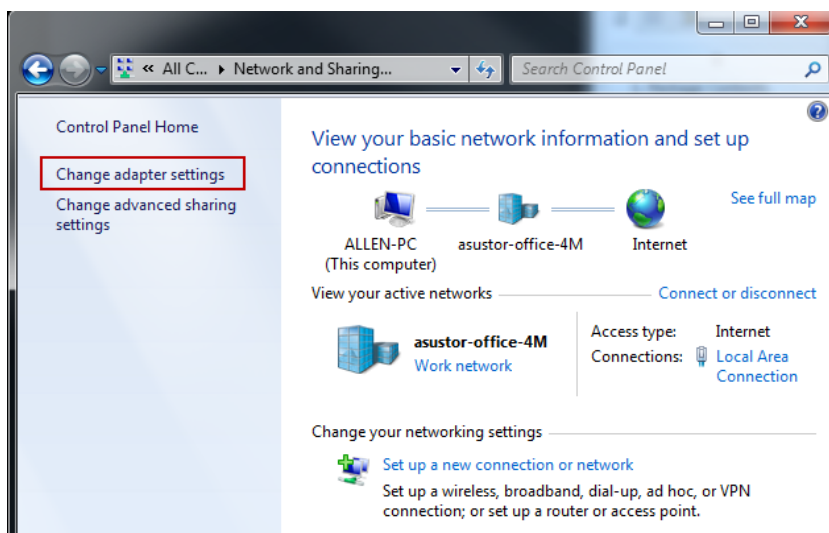 « All C... ▸ Network and Sharing...
Search Control Panel
Control Panel Home
Change adapter settings
Change advanced sharing
settings
View your basic network information and set up
connections
See full map
ALLEN-PC
(This computer)
asustor-office-4M
Internet
View your active networks
Connect or disconnect
asustor-office-4M
Work network
Access type: Internet
Connections: Local Area
Connection
Change your networking settings
Set up a new connection or network
Set up a wireless, broadband, dial-up, ad hoc, or VPN
connection; or set up a router or access point.